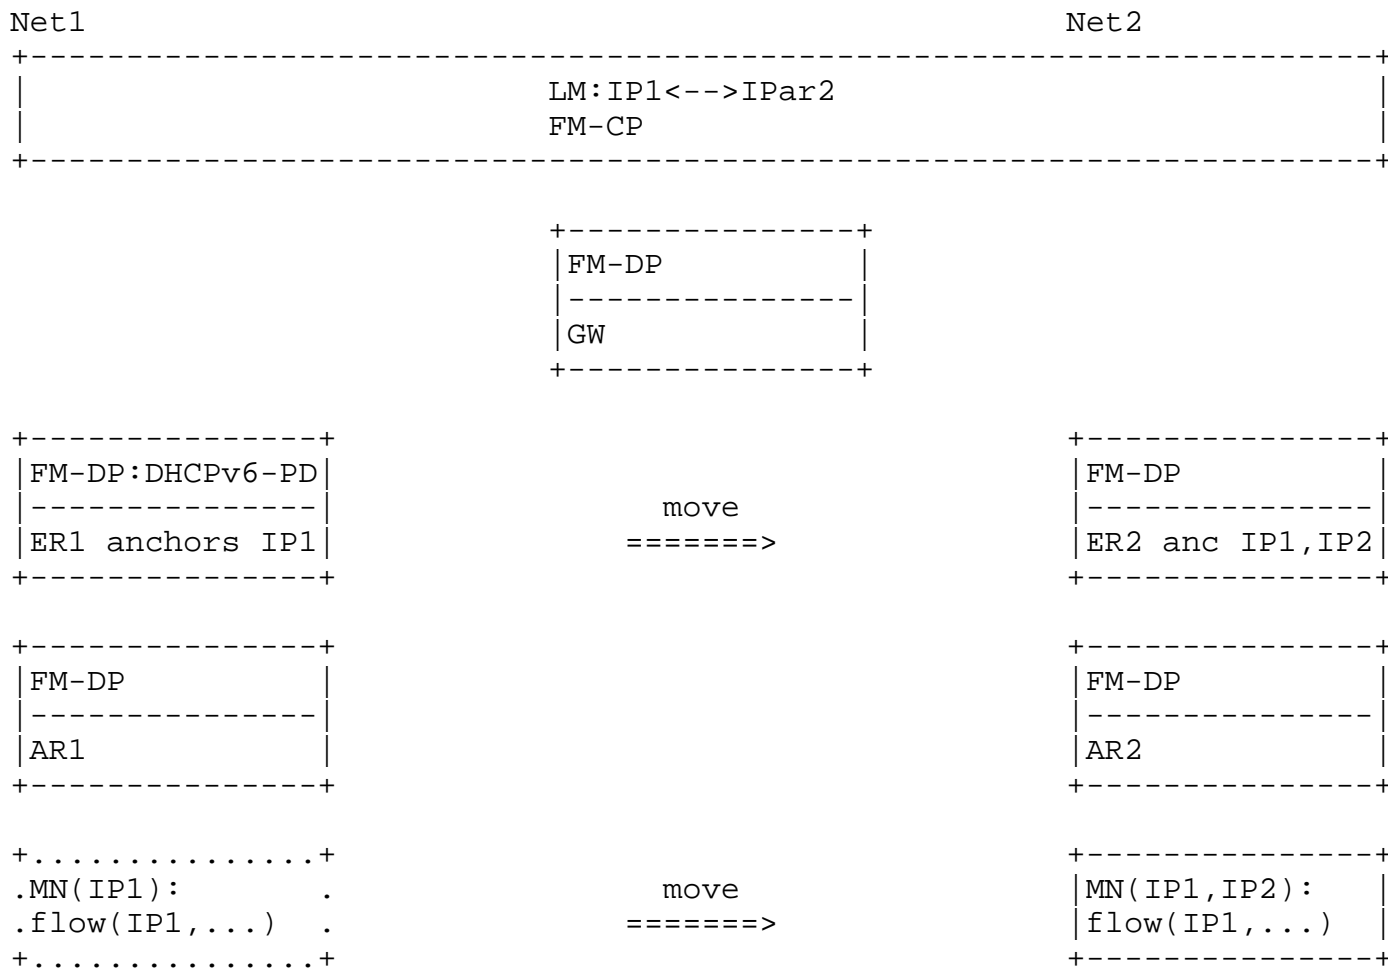 Net1 Net2
LM:IP1<-->IPar2
FM-CP
FM-DP
GW
FM-DP:DHCPv6-PD FM-DP
move
ER1 anchors IP1 =======> ER2 anc IP1,IP2
FM-DP FM-DP
AR1 AR2
.MN(IP1): . move MN(IP1,IP2):
.flow(IP1,...) . =======> flow(IP1,...)